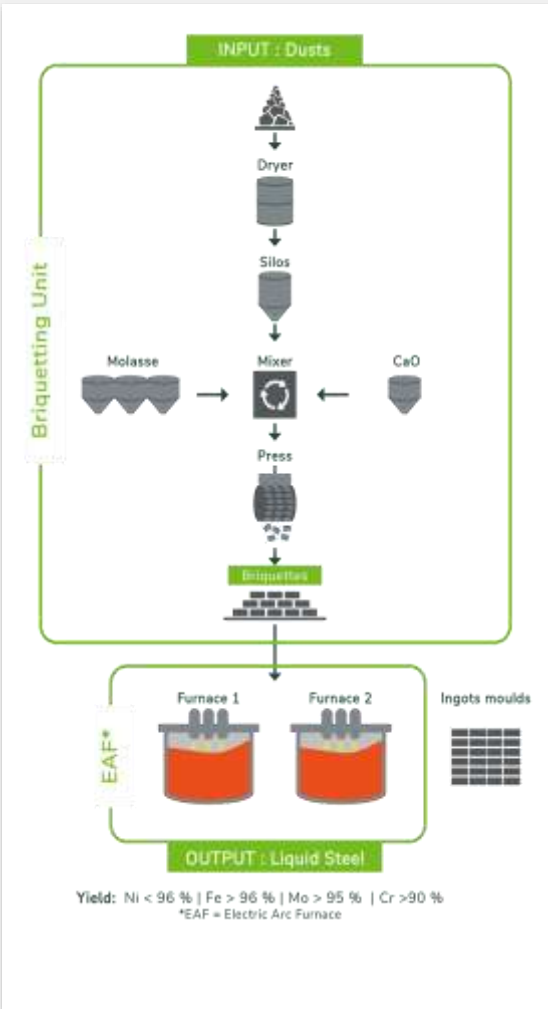 INPUT : Dusts
Dryer
Silos
Briquetting Unit
Molasse
Mixer
CaO
Press
Briquettes
Furnace 1
Furnace 2
Ingots moulds
EAF*
OUTPUT : Liquid Steel
Yield: Ni < 96 % | Fe > 96 % | Mo > 95 % | Cr >90 %
*EAF = Electric Arc Furnace